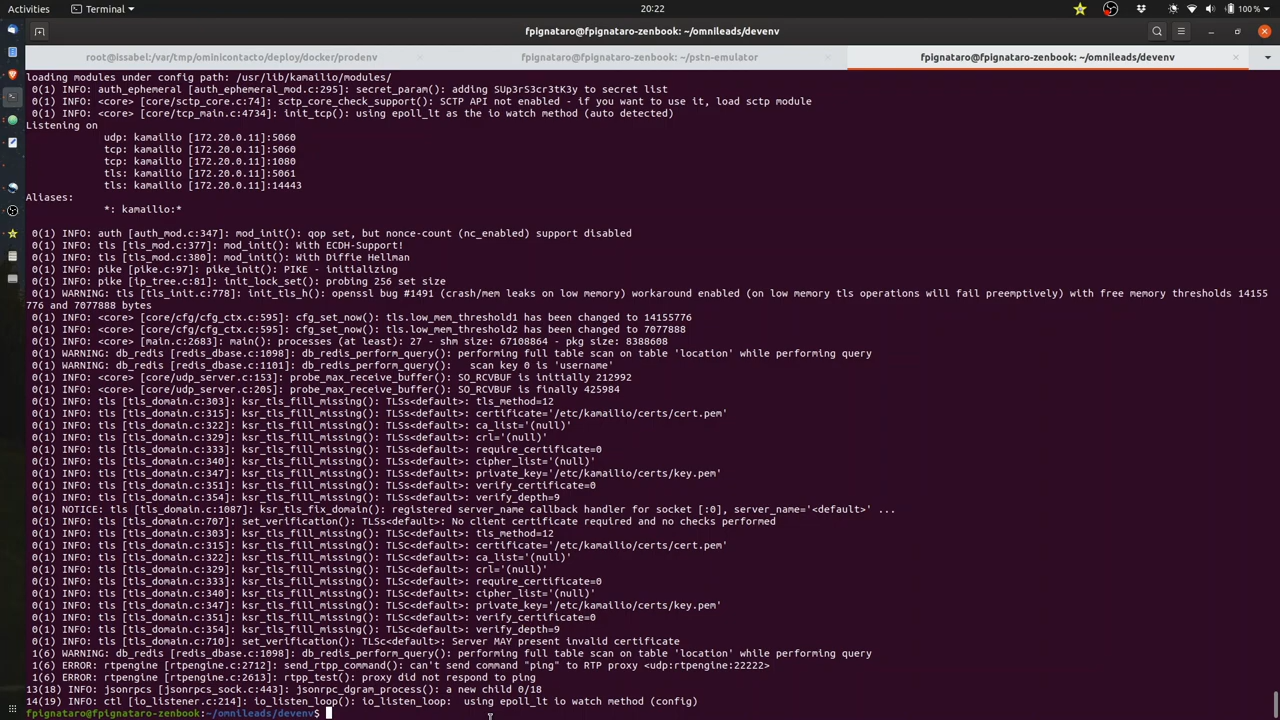 Activities
Terminal
20:22
100 %
fpignataro@fpignataro-zenbook: ~/omnileads/devenv
root@issabel:/var/tmp/ominicontacto/deploy/docker/prodenv
fpignataro@fpignataro-zenbook: ~/pstn-emulator
fpignataro@fpignataro-zenbook: ~/omnileads/devenv
loading modules under config path: /usr/lib/kamailio/modules/
0(1) INFO: auth_ephemeral [auth_ephemeral_mod.c:295]: secret_param(): adding SUp3rS3cr3tK3y to secret list
0(1) INFO: <core> [core/sctp_core.c:74]: sctp_core_check_support(): SCTP API not enabled - if you want to use it, load sctp module
0(1) INFO: <core> [core/tcp_main.c:4734]: init_tcp(): using epoll_lt as the io watch method (auto detected)
Listening on
udp: kamailio [172.20.0.11]:5060
tcp: kamailio [172.20.0.11]:5060
tcp: kamailio [172.20.0.11]:1080
tls: kamailio [172.20.0.11]:5061
tls: kamailio [172.20.0.11]:14443
Aliases:
*: kamailio:*
0(1) INFO: auth [auth_mod.c:347]: mod_init(): qop set, but nonce-count (nc_enabled) support disabled
0(1) INFO: tls [tls_mod.c:377]: mod_init(): With ECDH-Support!
0(1) INFO: tls [tls_mod.c:380]: mod_init(): With Diffie Hellman
0(1) INFO: pike [pike.c:97]: pike_init(): PIKE - initializing
0(1) INFO: pike [ip_tree.c:81]: init_lock_set(): probing 256 set size
0(1) WARNING: tls [tls_init.c:778]: init_tls_h(): openssl bug #1491 (crash/mem leaks on low memory) workaround enabled (on low memory tls operations will fail preemptively) with free memory thresholds 14155
776 and 7077888 bytes
0(1) INFO: <core> [core/cfg/cfg_ctx.c:595]: cfg_set_now(): tls.low_mem_threshold1 has been changed to 14155776
0(1) INFO: <core> [core/cfg/cfg_ctx.c:595]: cfg_set_now(): tls.low_mem_threshold2 has been changed to 7077888
0(1) INFO: <core> [main.c:2683]: main(): processes (at least): 27 - shm size: 67108864 - pkg size: 8388608
0(1) WARNING: db_redis [redis_dbase.c:1098]: db_redis_perform_query(): performing full table scan on table 'location' while performing query
0(1) WARNING: db_redis [redis_dbase.c:1101]: db_redis_perform_query():   scan key 0 is 'username'
0(1) INFO: <core> [core/udp_server.c:153]: probe_max_receive_buffer(): SO_RCVBUF is initially 212992
0(1) INFO: <core> [core/udp_server.c:205]: probe_max_receive_buffer(): SO_RCVBUF is finally 425984
0(1) INFO: tls [tls_domain.c:303]: ksr_tls_fill_missing(): TLSs<default>: tls_method=12
0(1) INFO: tls [tls_domain.c:315]: ksr_tls_fill_missing(): TLSs<default>: certificate='/etc/kamailio/certs/cert.pem'
0(1) INFO: tls [tls_domain.c:322]: ksr_tls_fill_missing(): TLSs<default>: ca_list='(null)'
0(1) INFO: tls [tls_domain.c:329]: ksr_tls_fill_missing(): TLSs<default>: crl='(null)'
0(1) INFO: tls [tls_domain.c:333]: ksr_tls_fill_missing(): TLSs<default>: require_certificate=0
0(1) INFO: tls [tls_domain.c:340]: ksr_tls_fill_missing(): TLSs<default>: cipher_list='(null)'
0(1) INFO: tls [tls_domain.c:347]: ksr_tls_fill_missing(): TLSs<default>: private_key='/etc/kamailio/certs/key.pem'
0(1) INFO: tls [tls_domain.c:351]: ksr_tls_fill_missing(): TLSs<default>: verify_certificate=0
0(1) INFO: tls [tls_domain.c:354]: ksr_tls_fill_missing(): TLSs<default>: verify_depth=9
0(1) NOTICE: tls [tls_domain.c:1087]: ksr_tls_fix_domain(): registered server_name callback handler for socket [:0], server_name='<default>' ...
0(1) INFO: tls [tls_domain.c:707]: set_verification(): TLSs<default>: No client certificate required and no checks performed
0(1) INFO: tls [tls_domain.c:303]: ksr_tls_fill_missing(): TLSc<default>: tls_method=12
0(1) INFO: tls [tls_domain.c:315]: ksr_tls_fill_missing(): TLSc<default>: certificate='/etc/kamailio/certs/cert.pem'
0(1) INFO: tls [tls_domain.c:322]: ksr_tls_fill_missing(): TLSc<default>: ca_list='(null)'
0(1) INFO: tls [tls_domain.c:329]: ksr_tls_fill_missing(): TLSc<default>: crl='(null)'
0(1) INFO: tls [tls_domain.c:333]: ksr_tls_fill_missing(): TLSc<default>: require_certificate=0
0(1) INFO: tls [tls_domain.c:340]: ksr_tls_fill_missing(): TLSc<default>: cipher_list='(null)'
0(1) INFO: tls [tls_domain.c:347]: ksr_tls_fill_missing(): TLSc<default>: private_key='/etc/kamailio/certs/key.pem'
0(1) INFO: tls [tls_domain.c:351]: ksr_tls_fill_missing(): TLSc<default>: verify_certificate=0
0(1) INFO: tls [tls_domain.c:354]: ksr_tls_fill_missing(): TLSc<default>: verify_depth=9
0(1) INFO: tls [tls_domain.c:710]: set_verification(): TLSc<default>: Server MAY present invalid certificate
1(6) WARNING: db_redis [redis_dbase.c:1098]: db_redis_perform_query(): performing full table scan on table 'location' while performing query
1(6) ERROR: rtpengine [rtpengine.c:2712]: send_rtpp_command(): can't send command "ping" to RTP proxy <udp:rtpengine:22222>
1(6) ERROR: rtpengine [rtpengine.c:2613]: rtpp_test(): proxy did not respond to ping
13(18) INFO: jsonrpcs [jsonrpcs_sock.c:443]: jsonrpc_dgram_process(): a new child 0/18
14(19) INFO: ctl [io_listener.c:214]: io_listen_loop(): io_listen_loop:  using epoll_lt io watch method (config)
fpignataro@fpignataro-zenbook:~/omnileads/devenv$